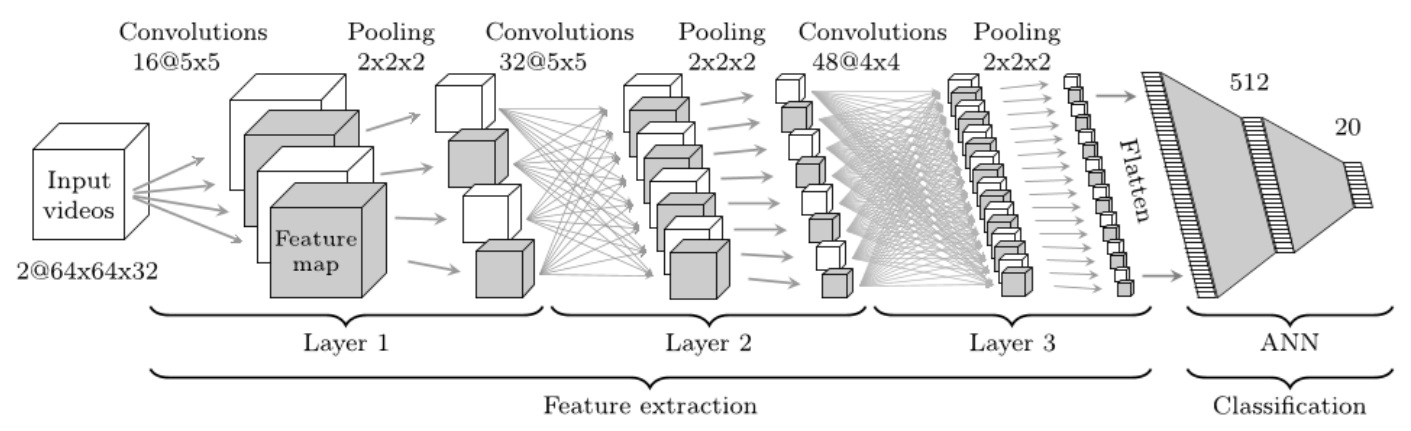 Convolutions
16@5x5
Pooling
2x2x2
Convolutions
32@5x5
Pooling
2x2x2
Convolutions
48@4x4
Pooling
2x2x2
512
20
Input
videos
2@64x64x32
Feature
map
Flatten
Layer 1
Layer 2
Layer 3
ANN
Feature extraction
Classification